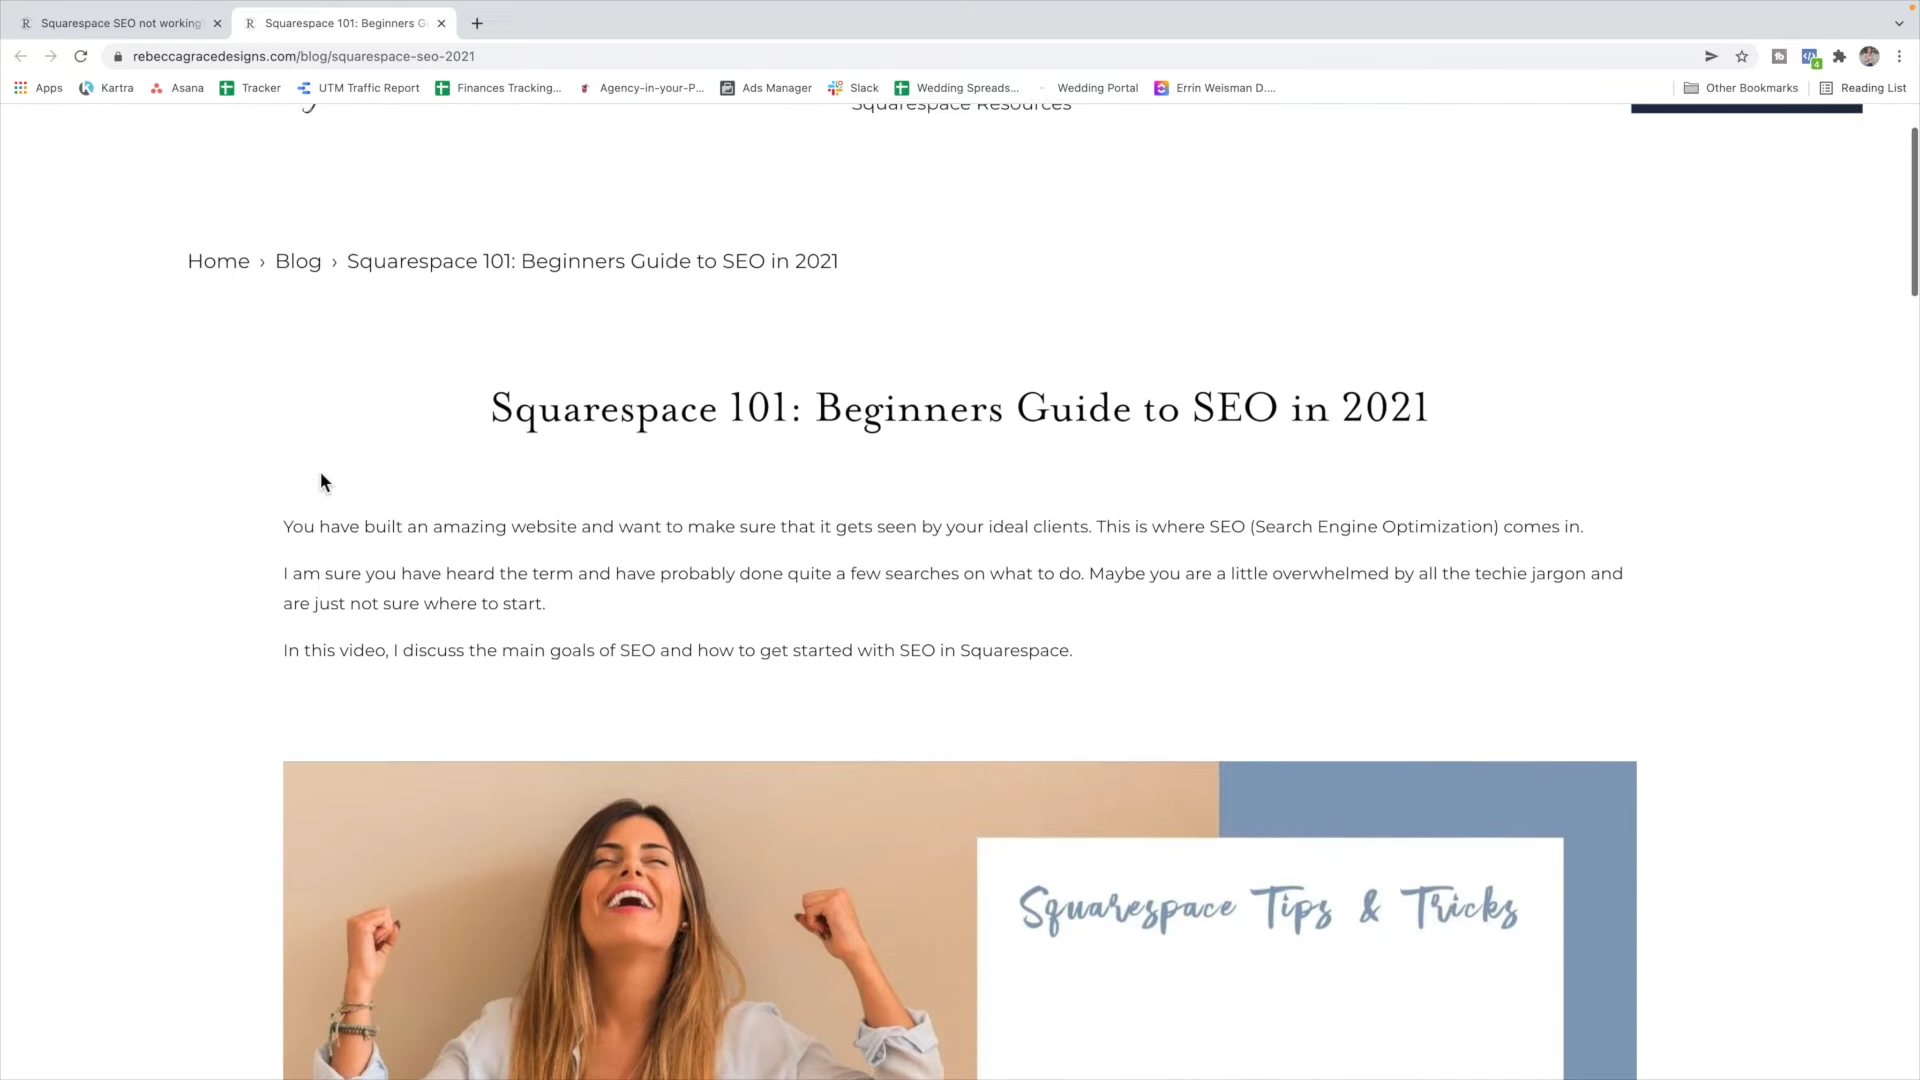 Squarespace SEO not working
Squarespace 101: Beginners G
rebeccagracedesigns.com/blog/squarespace-seo-2021
4
Apps Kartra Asana Tracker UTM Traffic Report Finances Tracking... Agency-in-your-P... Ads Manager Slack Wedding Spreads... Wedding Portal Errin Weisman D.... Other Bookmarks Reading List
Squarespace Resources
Home › Blog › Squarespace 101: Beginners Guide to SEO in 2021
Squarespace 101: Beginners Guide to SEO in 2021
You have built an amazing website and want to make sure that it gets seen by your ideal clients. This is where SEO (Search Engine Optimization) comes in.
I am sure you have heard the term and have probably done quite a few searches on what to do. Maybe you are a little overwhelmed by all the techie jargon and
are just not sure where to start.
In this video, I discuss the main goals of SEO and how to get started with SEO in Squarespace.
Squarespace Tips & Tricks